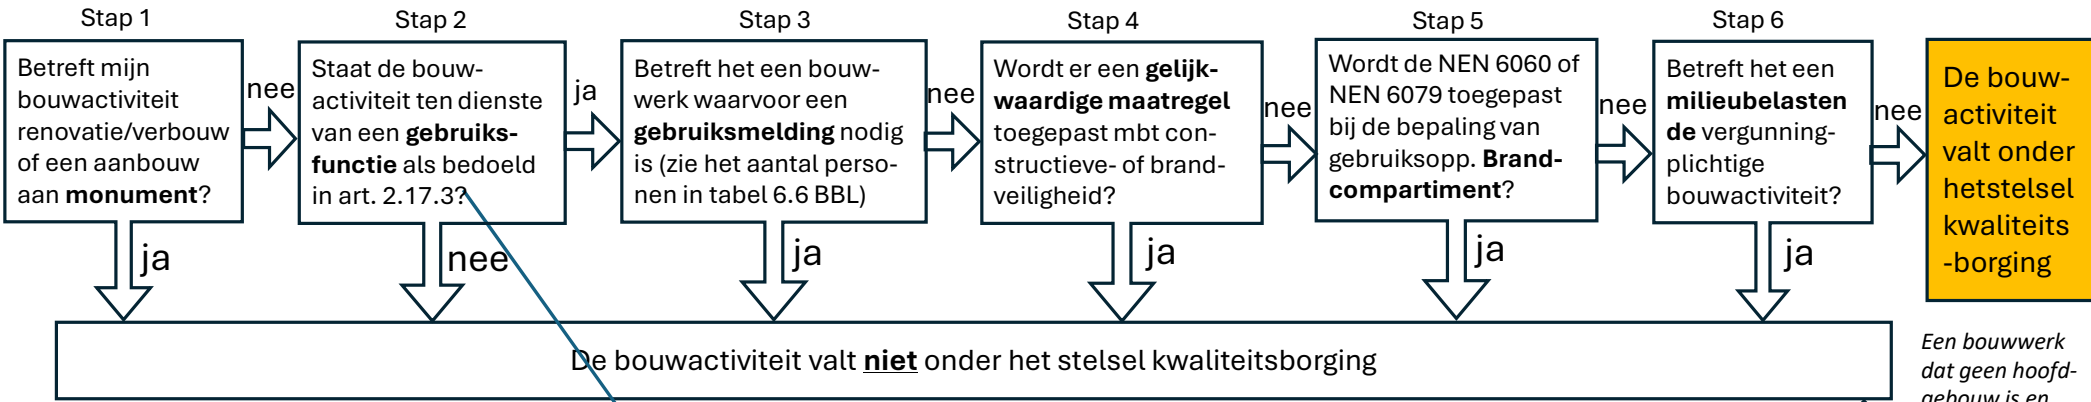 Stap 1
Betreft mijn
bouwactiviteit
renovatie/verbouw
of een aanbouw
aan monument?
nee
ja
Stap 2
Staat de bouw-
activiteit ten dienste
van een gebruiks-
functie als bedoeld
in art. 2.17.3?
ja
nee
Stap 3
Betreft het een bouw-
werk waarvoor een
gebruiksmelding nodig
is (zie het aantal perso-
nen in tabel 6.6 BBL)
nee
ja
Stap 4
Wordt er een gelijk-
waardige maatregel
toegepast mbt con-
structieve- of brand-
veiligheid?
nee
ja
Stap 5
Wordt de NEN 6060 of
NEN 6079 toegepast
bij de bepaling van
gebruiksopp. Brand-
compartiment?
nee
ja
Stap 6
Betreft het een
milieubelasten
de vergunning-
plichtige
bouwactiviteit?
nee
ja
De bouw-
activiteit
valt onder
hetstelsel
kwaliteits
-borging
De bouwactiviteit valt niet onder het stelsel kwaliteitsborging
Een bouwwerk
dat geen hoofd-
gebouw is en